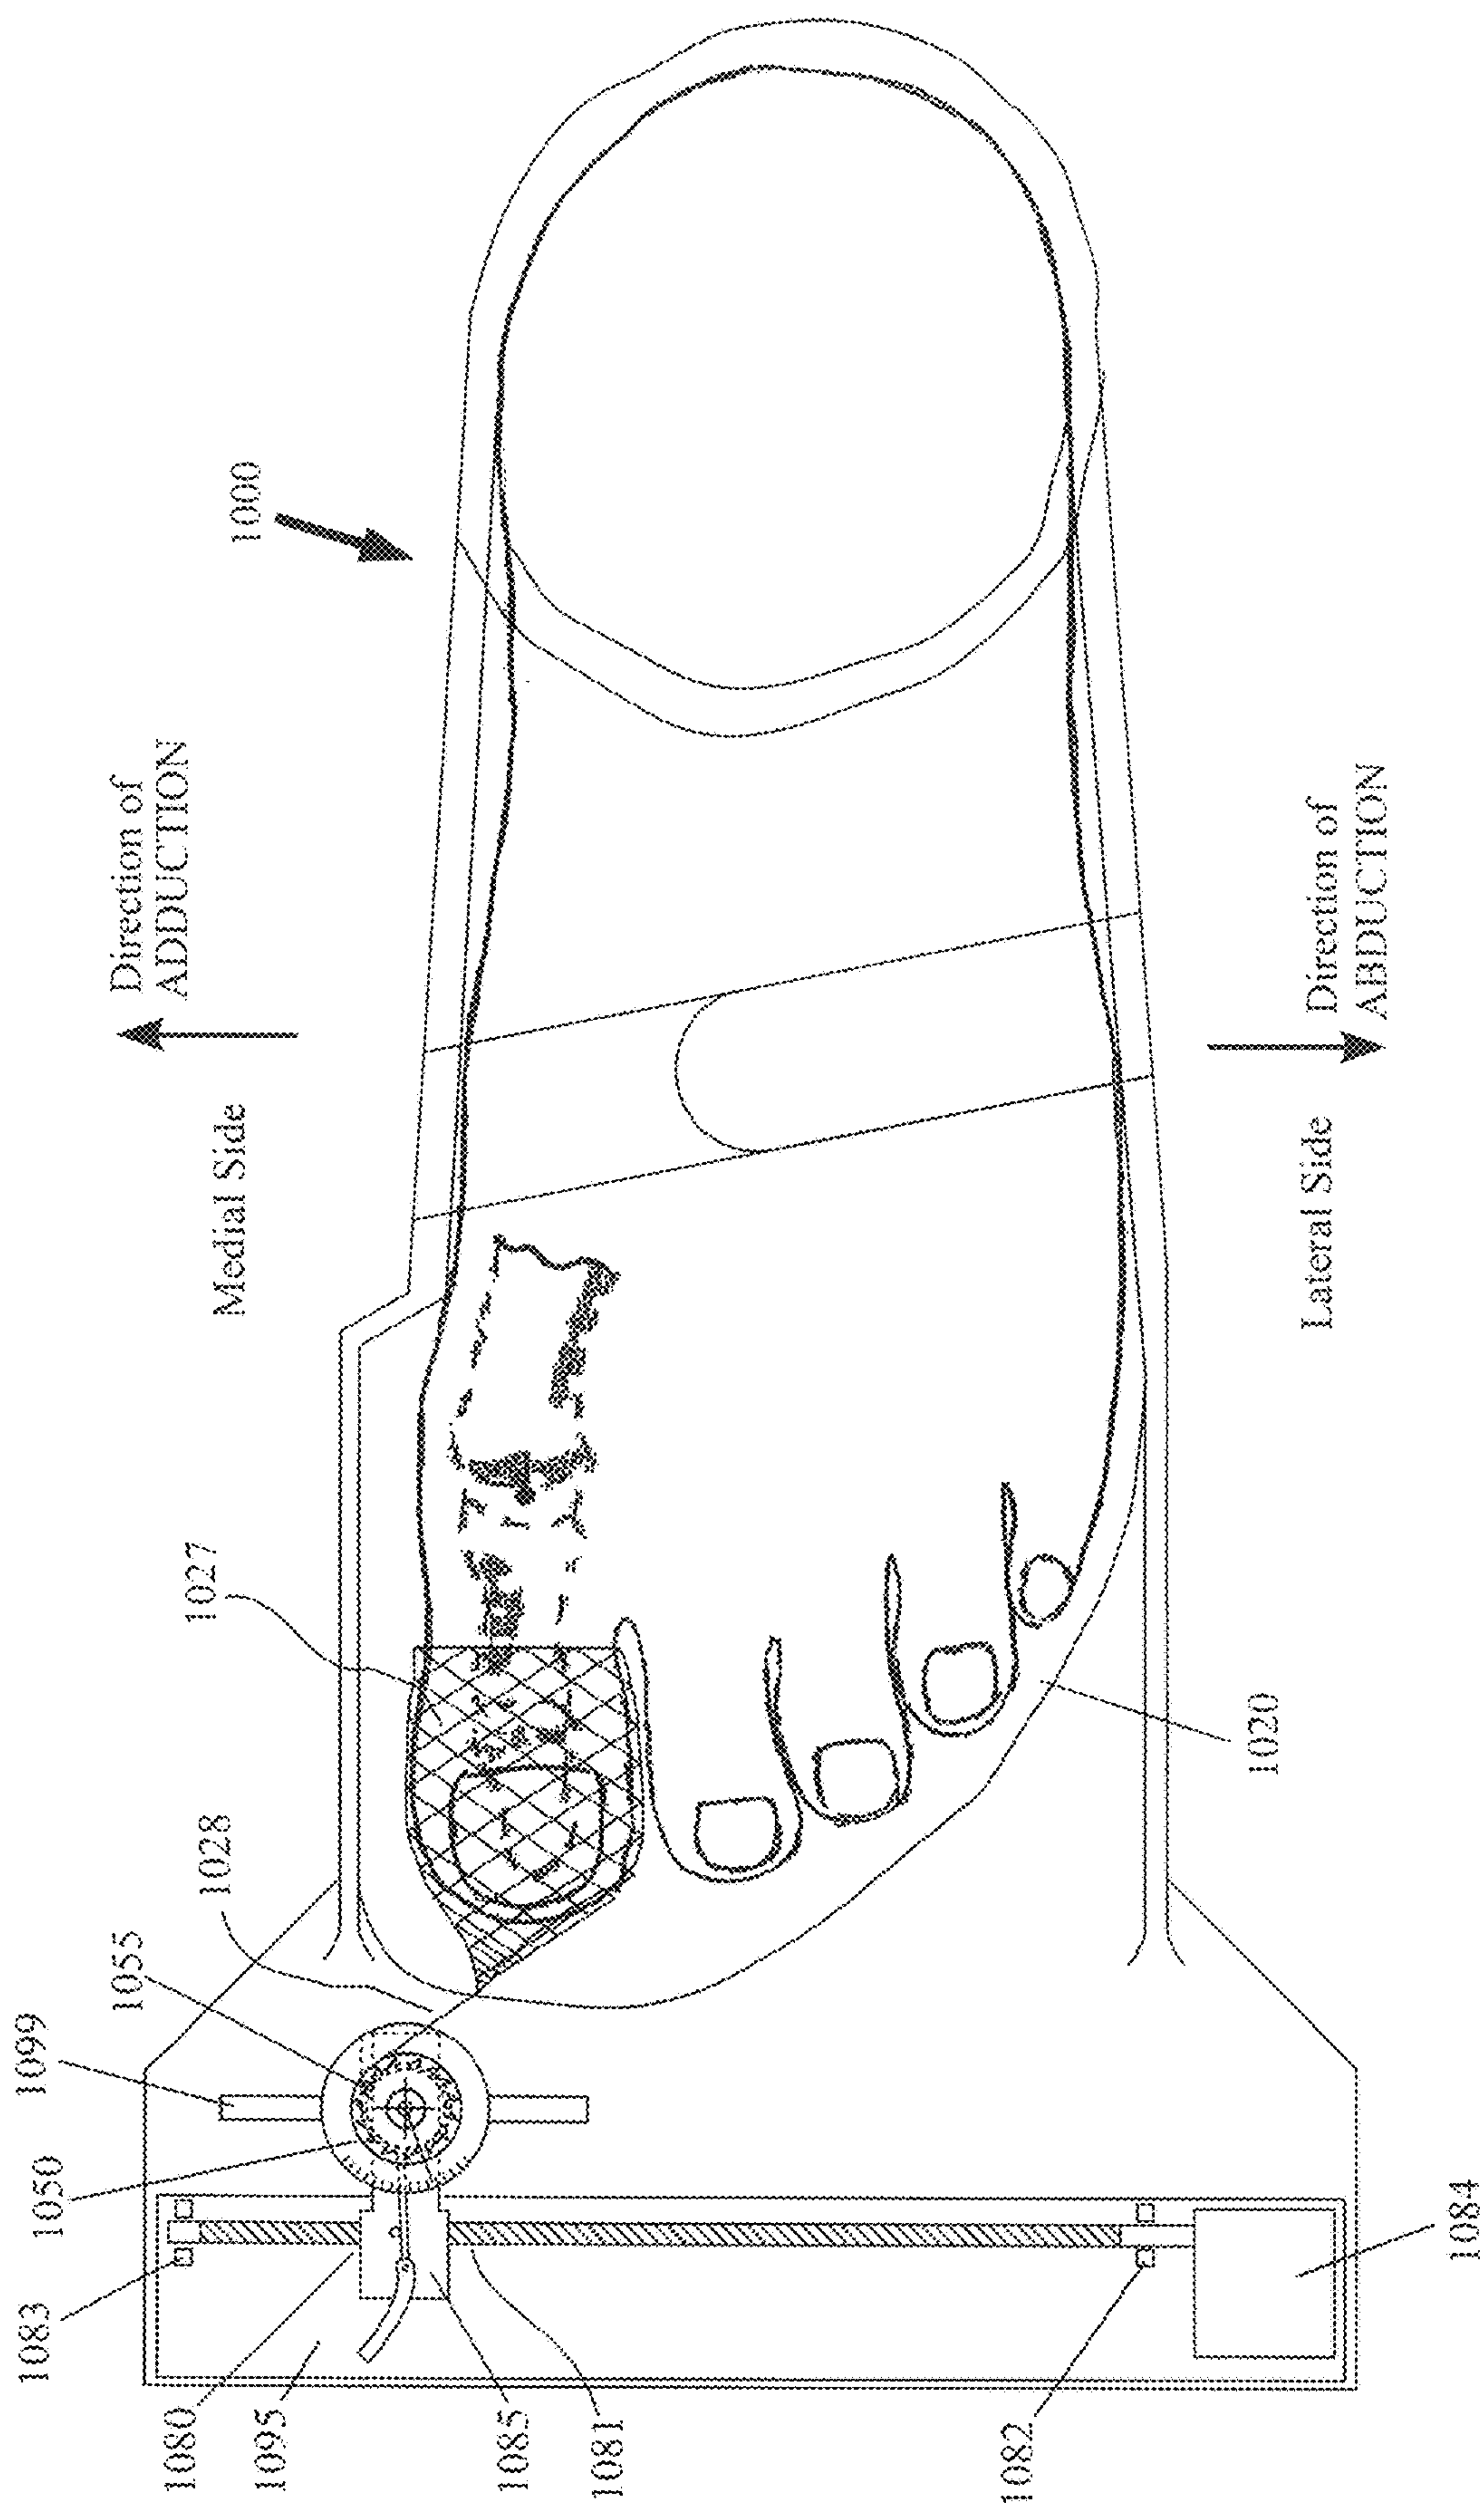 1000
Direction of
ADDUCTION
Medial Side
Direction of
ABDUCTION
Lateral Side
1027
1028
1020
1055
1099
1050
1083
1080
1095
1085
1081
1082
1084